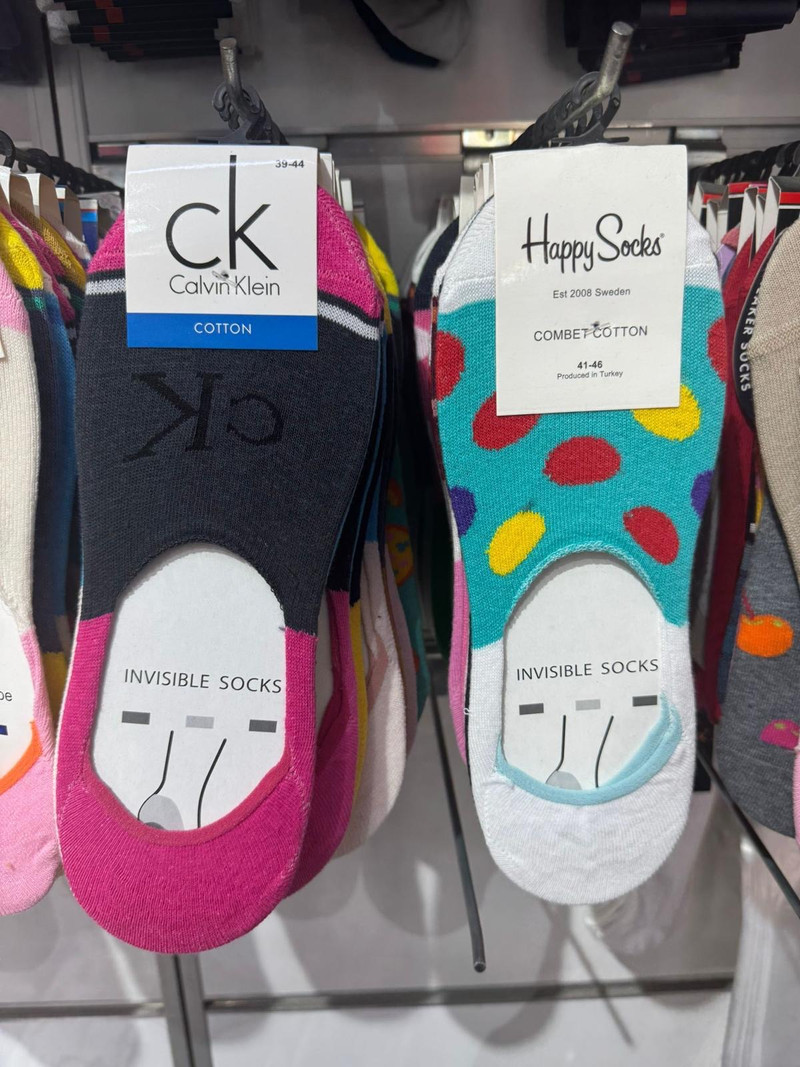 39-44
ck
Calvin Klein
COTTON
CK
INVISIBLE SOCKS
Happy Socks
Est 2008 Sweden
COMBET COTTON
41-46
Produced in Turkey
INVISIBLE SOCKS
SOCKS